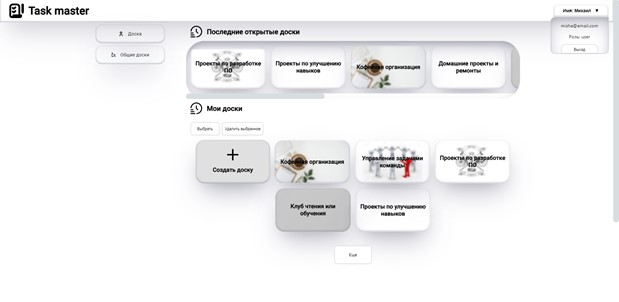 Task master
Имя: Михаил ▼
misha@email.com
Роль: user
Выход
Доска
Общие доски
Последние открытые доски
Проекты по разработке
ПО
Проекты по улучшению
навыков
Кофейная организация
Домашние проекты и
ремонты
Мои доски
Выбрать
Удалить выбранное
Создать доску
Кофейная организация
Управление задачами
команды
Проекты по разработке
ПО
Клуб чтения или
обучения
Проекты по улучшению
навыков
Еще